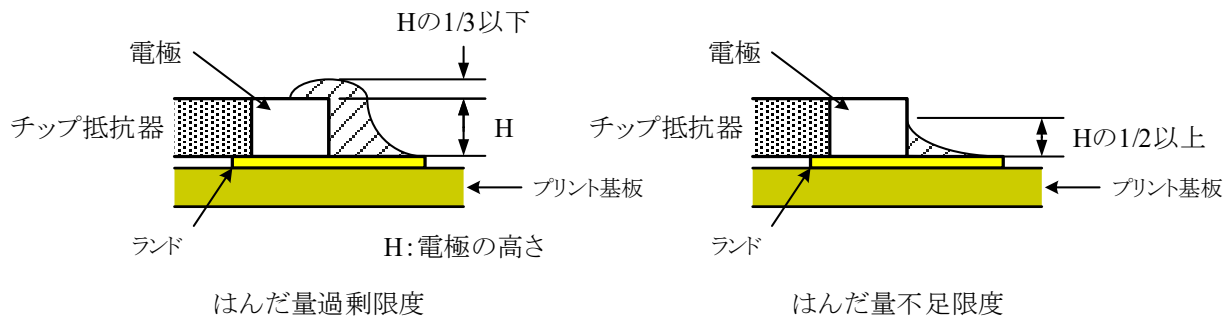 Hの1/3以下
電極
チップ抵抗器
H
プリント基板
ランド
H:電極の高さ
はんだ量過剰限度
電極
チップ抵抗器
Hの1/2以上
プリント基板
ランド
はんだ量不足限度